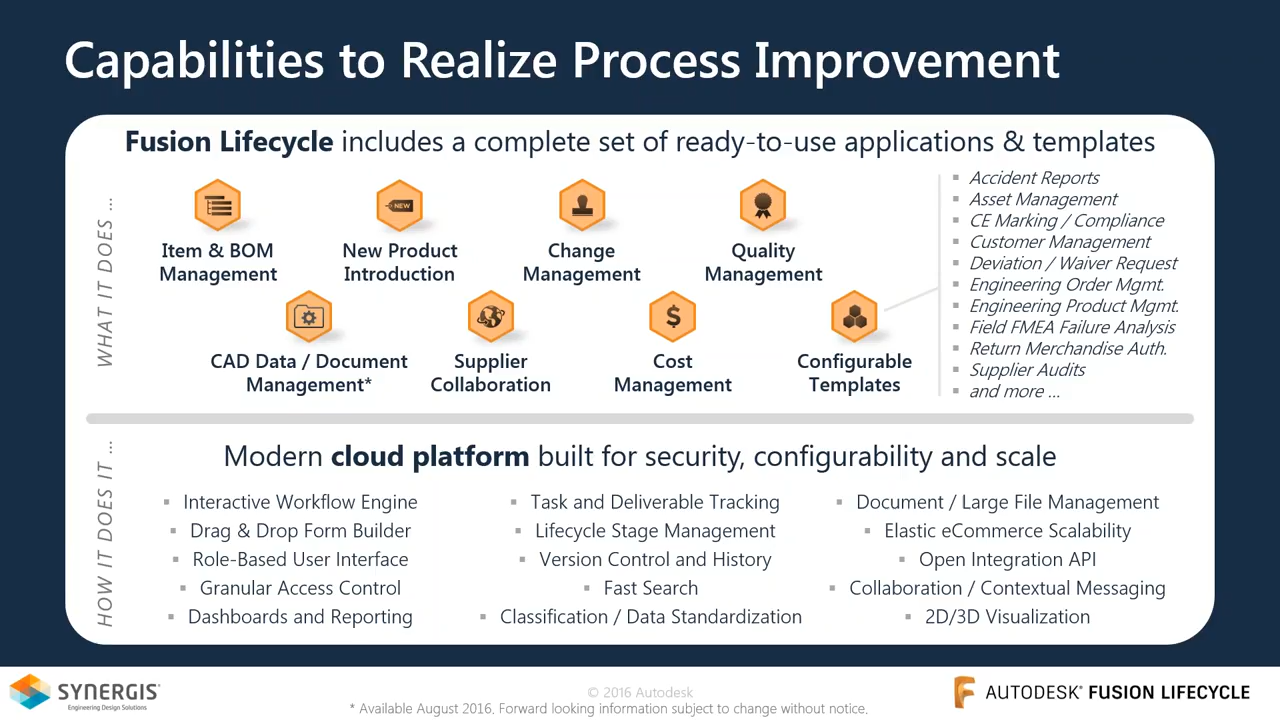 Capabilities to Realize Process Improvement
Fusion Lifecycle includes a complete set of ready-to-use applications & templates
WHAT IT DOES ...
NEW
Item & BOM
Management
New Product
Introduction
Change
Management
Quality
Management
$
CAD Data / Document
Management*
Supplier
Collaboration
Cost
Management
Configurable
Templates
▪ Accident Reports
▪ Asset Management
▪ CE Marking / Compliance
▪ Customer Management
▪ Deviation / Waiver Request
▪ Engineering Order Mgmt.
▪ Engineering Product Mgmt.
▪ Field FMEA Failure Analysis
▪ Return Merchandise Auth.
▪ Supplier Audits
▪ and more ...
HOW IT DOES IT ...
Modern cloud platform built for security, configurability and scale
▪ Interactive Workflow Engine
▪ Drag & Drop Form Builder
▪ Role-Based User Interface
▪ Granular Access Control
▪ Dashboards and Reporting
▪ Task and Deliverable Tracking
▪ Lifecycle Stage Management
▪ Version Control and History
▪ Fast Search
▪ Classification / Data Standardization
▪ Document / Large File Management
▪ Elastic eCommerce Scalability
▪ Open Integration API
▪ Collaboration / Contextual Messaging
▪ 2D/3D Visualization
SYNERGIS®
Engineering Design Solutions
© 2016 Autodesk
* Available August 2016. Forward looking information subject to change without notice.
AUTODESK® FUSION LIFECYCLE